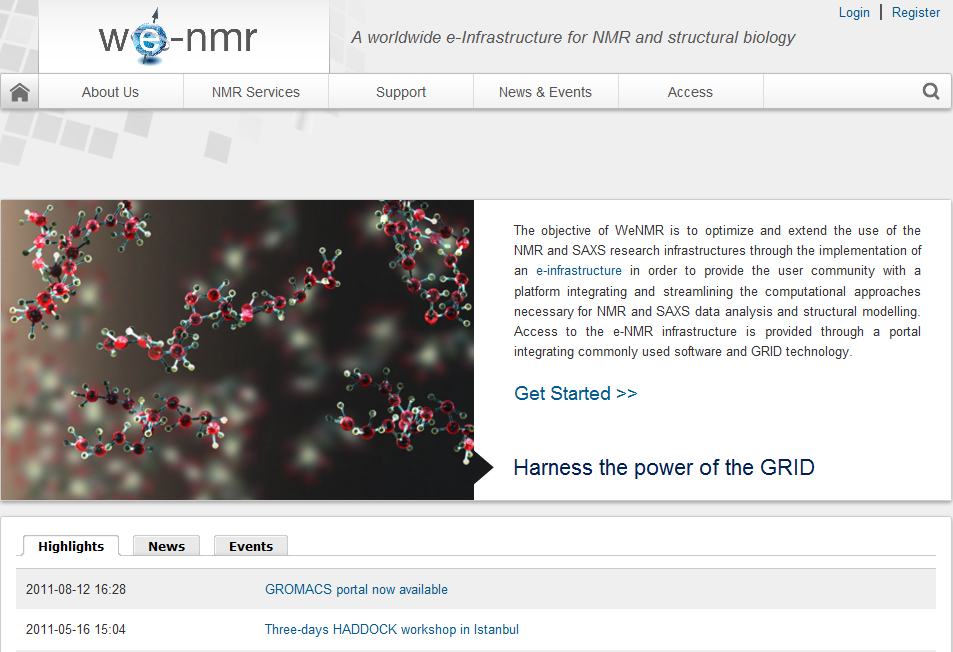 we-nmr
Login | Register
A worldwide e-Infrastructure for NMR and structural biology
About Us
NMR Services
Support
News & Events
Access
The objective of WeNMR is to optimize and extend the use of the
NMR and SAXS research infrastructures through the implementation of
an e-infrastructure in order to provide the user community with a
platform integrating and streamlining the computational approaches
necessary for NMR and SAXS data analysis and structural modelling.
Access to the e-NMR infrastructure is provided through a portal
integrating commonly used software and GRID technology.
Get Started >>
Harness the power of the GRID
Highlights
News
Events
2011-08-12 16:28 GROMACS portal now available
2011-05-16 15:04 Three-days HADDOCK workshop in Istanbul